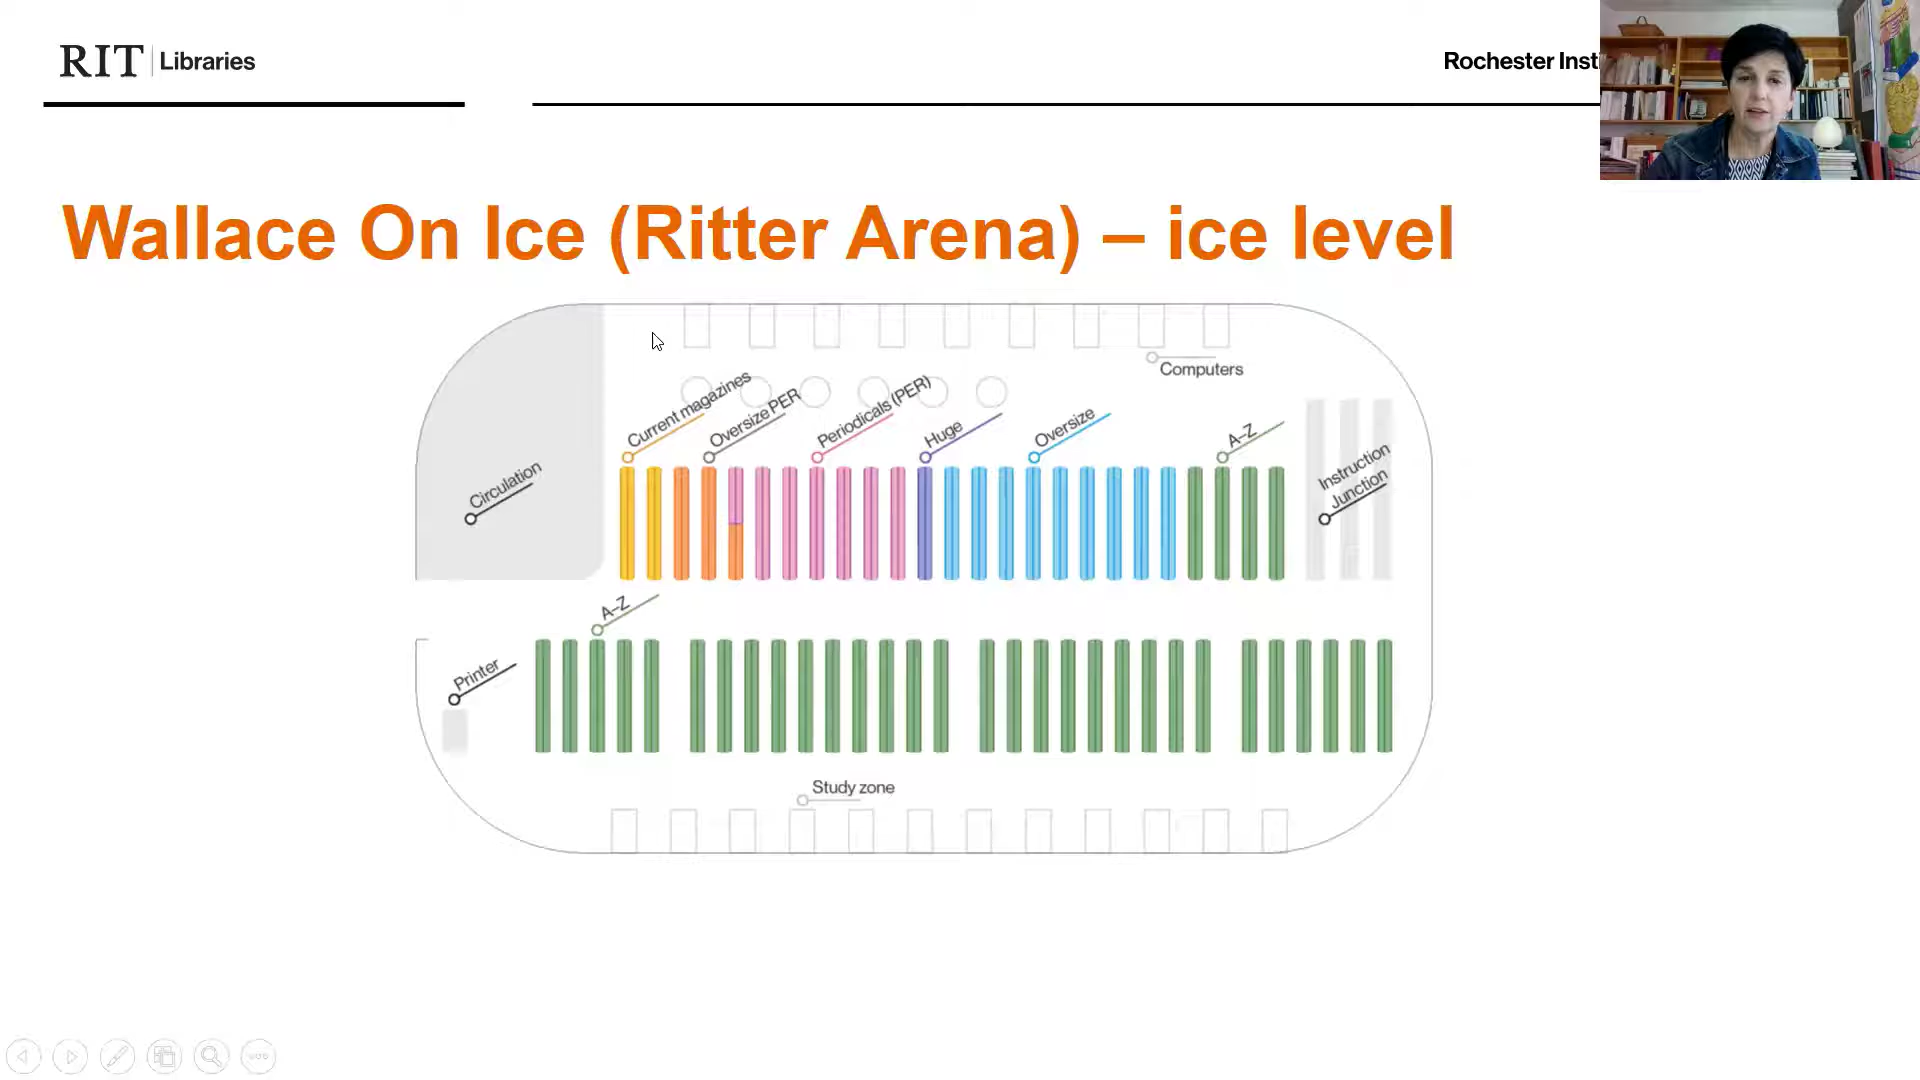 RIT Libraries
Rochester Insti
Wallace On Ice (Ritter Arena) – ice level
Computers
Current magazines
Oversize PER
Periodicals (PER)
Huge
Oversize
A–Z
Instruction
Junction
Circulation
A–Z
Printer
Study zone